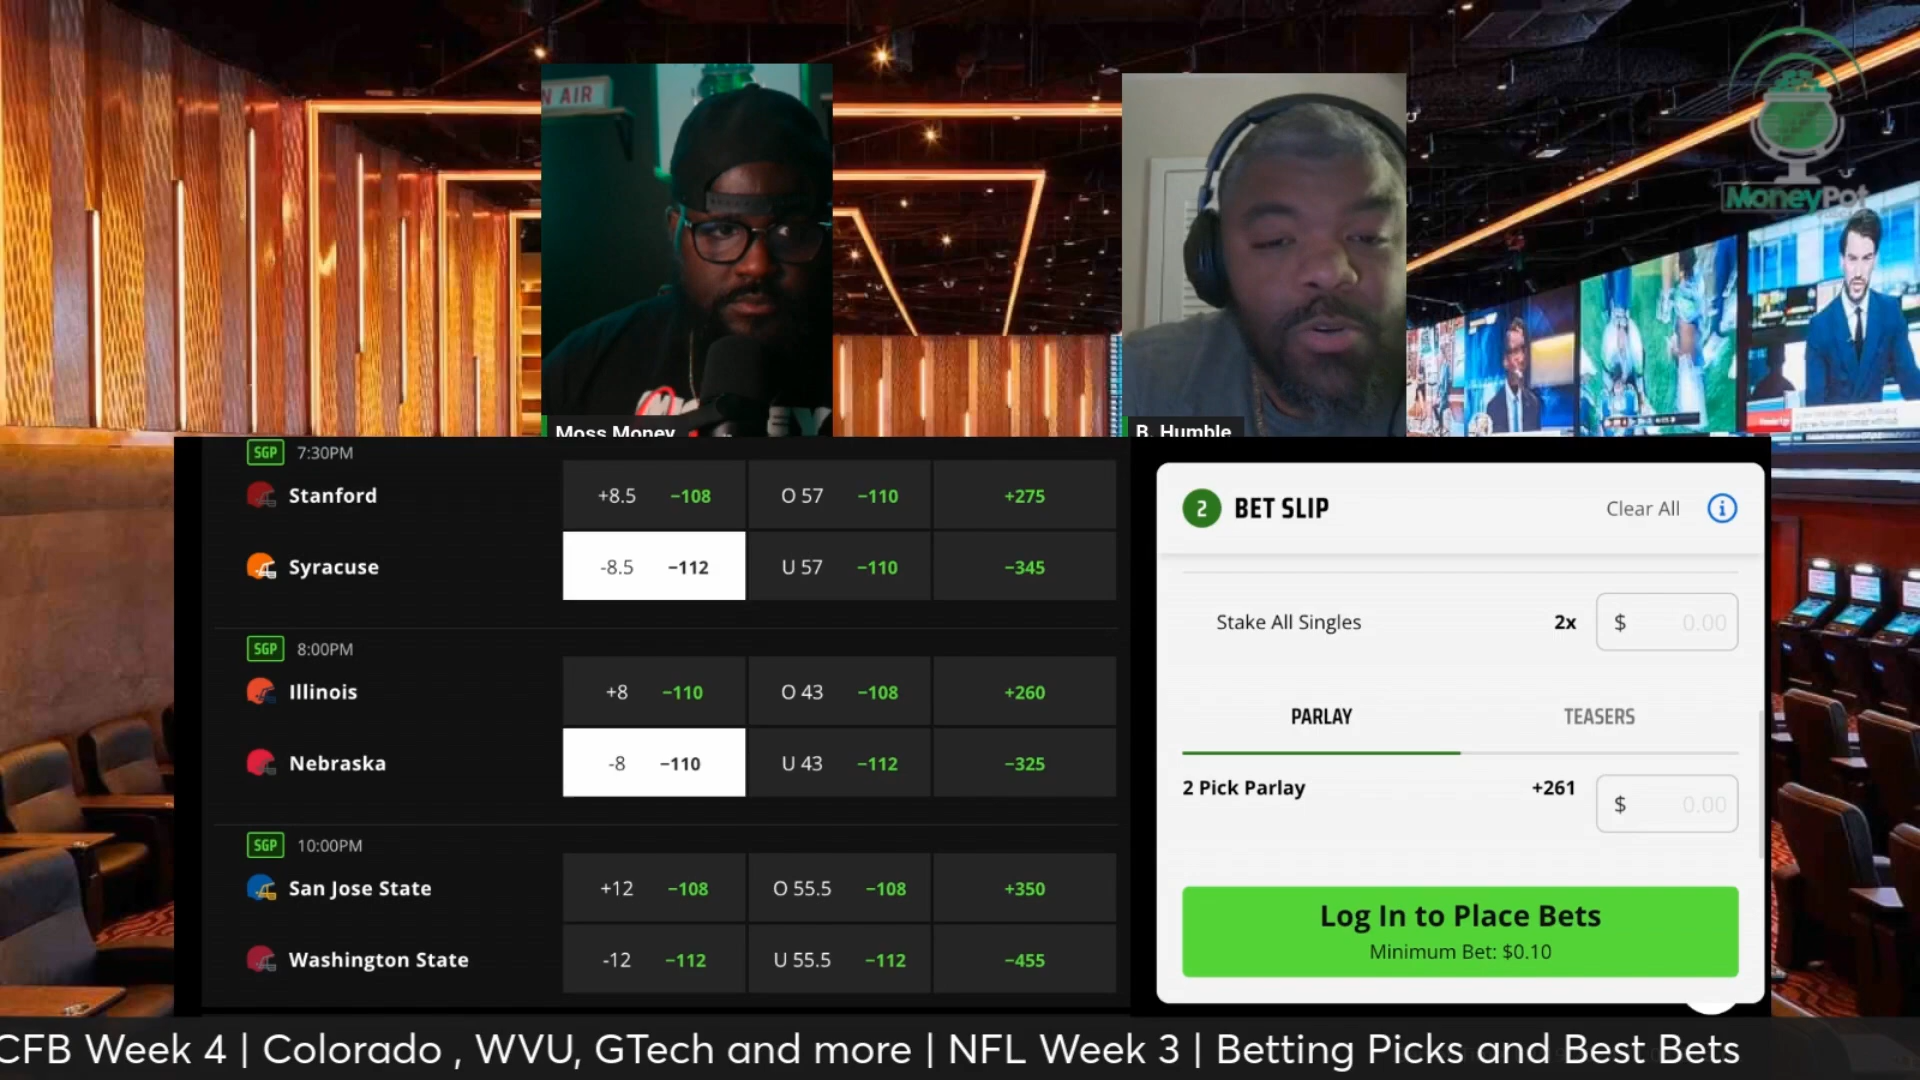 N AIR
MoneyPot
Moss Money
B. Humble
SGP 7:30PM
Stanford +8.5 −108 O 57 −110 +275
Syracuse -8.5 −112 U 57 −110 −345
SGP 8:00PM
Illinois +8 −110 O 43 −108 +260
Nebraska -8 −110 U 43 −112 −325
SGP 10:00PM
San Jose State +12 −108 O 55.5 −108 +350
Washington State -12 −112 U 55.5 −112 −455
2 BET SLIP Clear All i
Stake All Singles 2x $ 0.00
PARLAY TEASERS
2 Pick Parlay +261 $ 0.00
Log In to Place Bets
Minimum Bet: $0.10
CFB Week 4 | Colorado , WVU, GTech and more | NFL Week 3 | Betting Picks and Best Bets